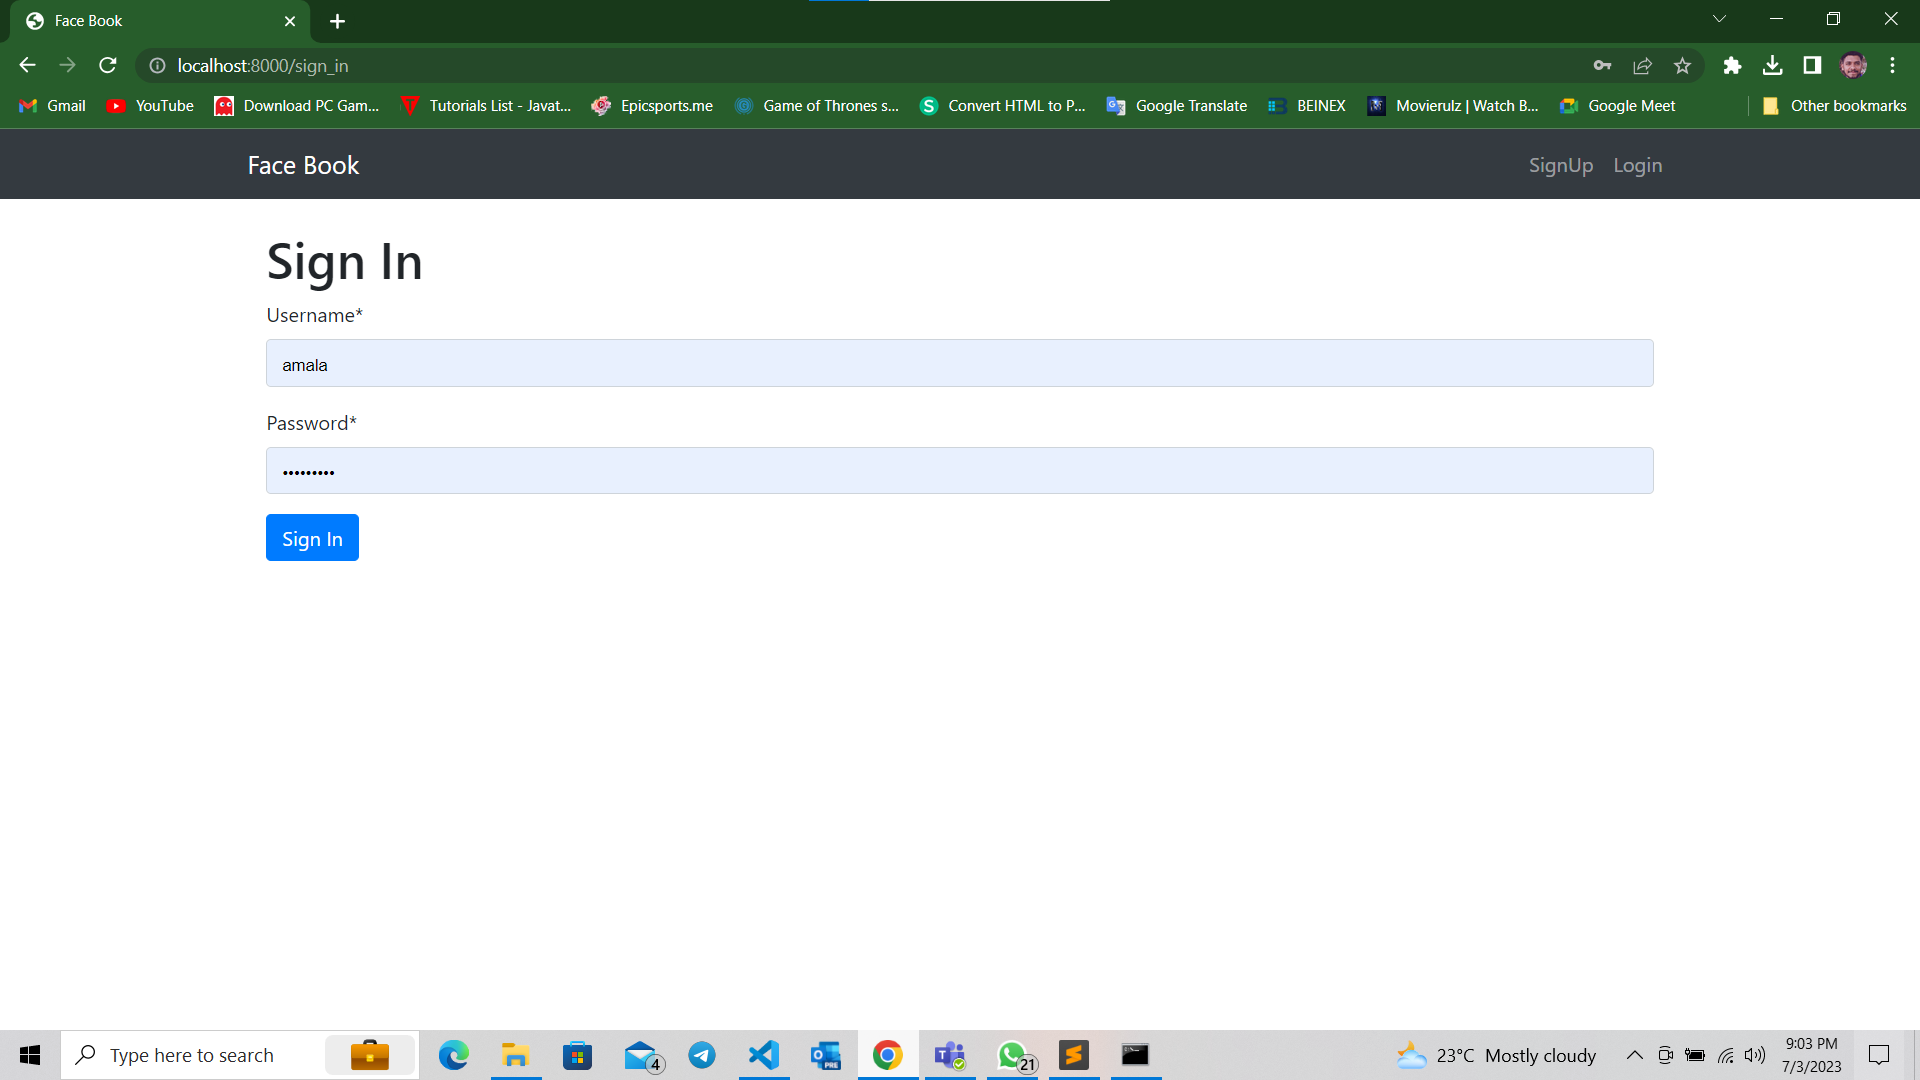 Face Book
localhost:8000/sign_in
Gmail YouTube Download PC Gam... Tutorials List - Javat... Epicsports.me Game of Thrones s... Convert HTML to P... Google Translate BEINEX Movierulz | Watch B... Google Meet Other bookmarks
Face Book SignUp Login
Sign In
Username*
amala
Password*
•••••••••
Sign In
Type here to search 4 21 23°C Mostly cloudy 9:03 PM
7/3/2023